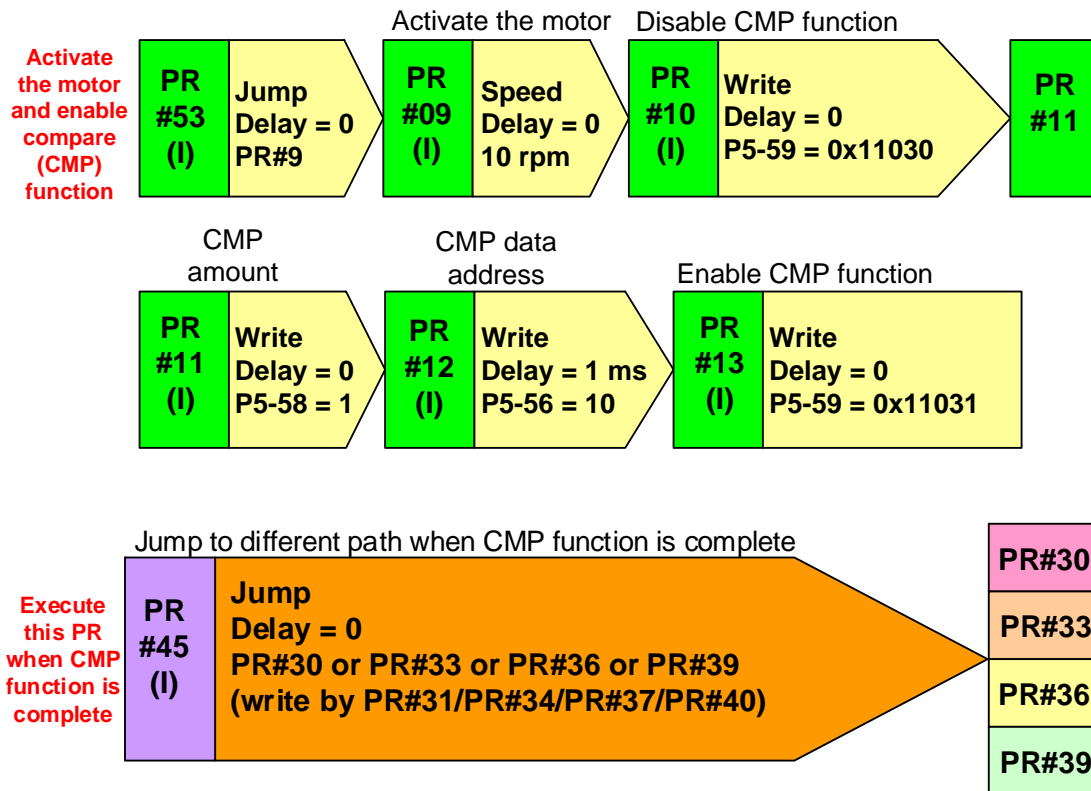 Activate the motor
Disable CMP function
Activate
the motor
and enable
compare
(CMP)
function
PR
#53
(I)
Jump
Delay = 0
PR#9
PR
#09
(I)
Speed
Delay = 0
10 rpm
PR
#10
(I)
Write
Delay = 0
P5-59 = 0x11030
PR
#11
CMP
amount
CMP data
address
Enable CMP function
PR
#11
(I)
Write
Delay = 0
P5-58 = 1
PR
#12
(I)
Write
Delay = 1 ms
P5-56 = 10
PR
#13
(I)
Write
Delay = 0
P5-59 = 0x11031
Jump to different path when CMP function is complete
Execute
this PR
when CMP
function is
complete
PR
#45
(I)
Jump
Delay = 0
PR#30 or PR#33 or PR#36 or PR#39
(write by PR#31/PR#34/PR#37/PR#40)
PR#30
PR#33
PR#36
PR#39